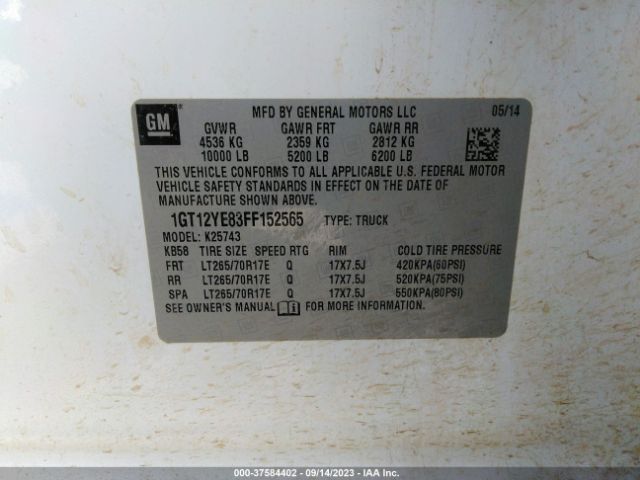 GM ® MFD BY GENERAL MOTORS LLC 05/14
GVWR GAWR FRT GAWR RR
4536 KG 2359 KG 2812 KG
10000 LB 5200 LB 6200 LB
THIS VEHICLE CONFORMS TO ALL APPLICABLE U.S. FEDERAL MOTOR
VEHICLE SAFETY STANDARDS IN EFFECT ON THE DATE OF
MANUFACTURE SHOWN ABOVE.
1GT12YE83FF152565 TYPE: TRUCK
MODEL: K25743
KB58 TIRE SIZE SPEED RTG RIM COLD TIRE PRESSURE
FRT LT265/70R17E Q 17X7.5J 420KPA(60PSI)
RR LT265/70R17E Q 17X7.5J 520KPA(75PSI)
SPA LT265/70R17E Q 17X7.5J 550KPA(80PSI)
SEE OWNER'S MANUAL FOR MORE INFORMATION.
000-37584402 - 09/14/2023 - IAA Inc.